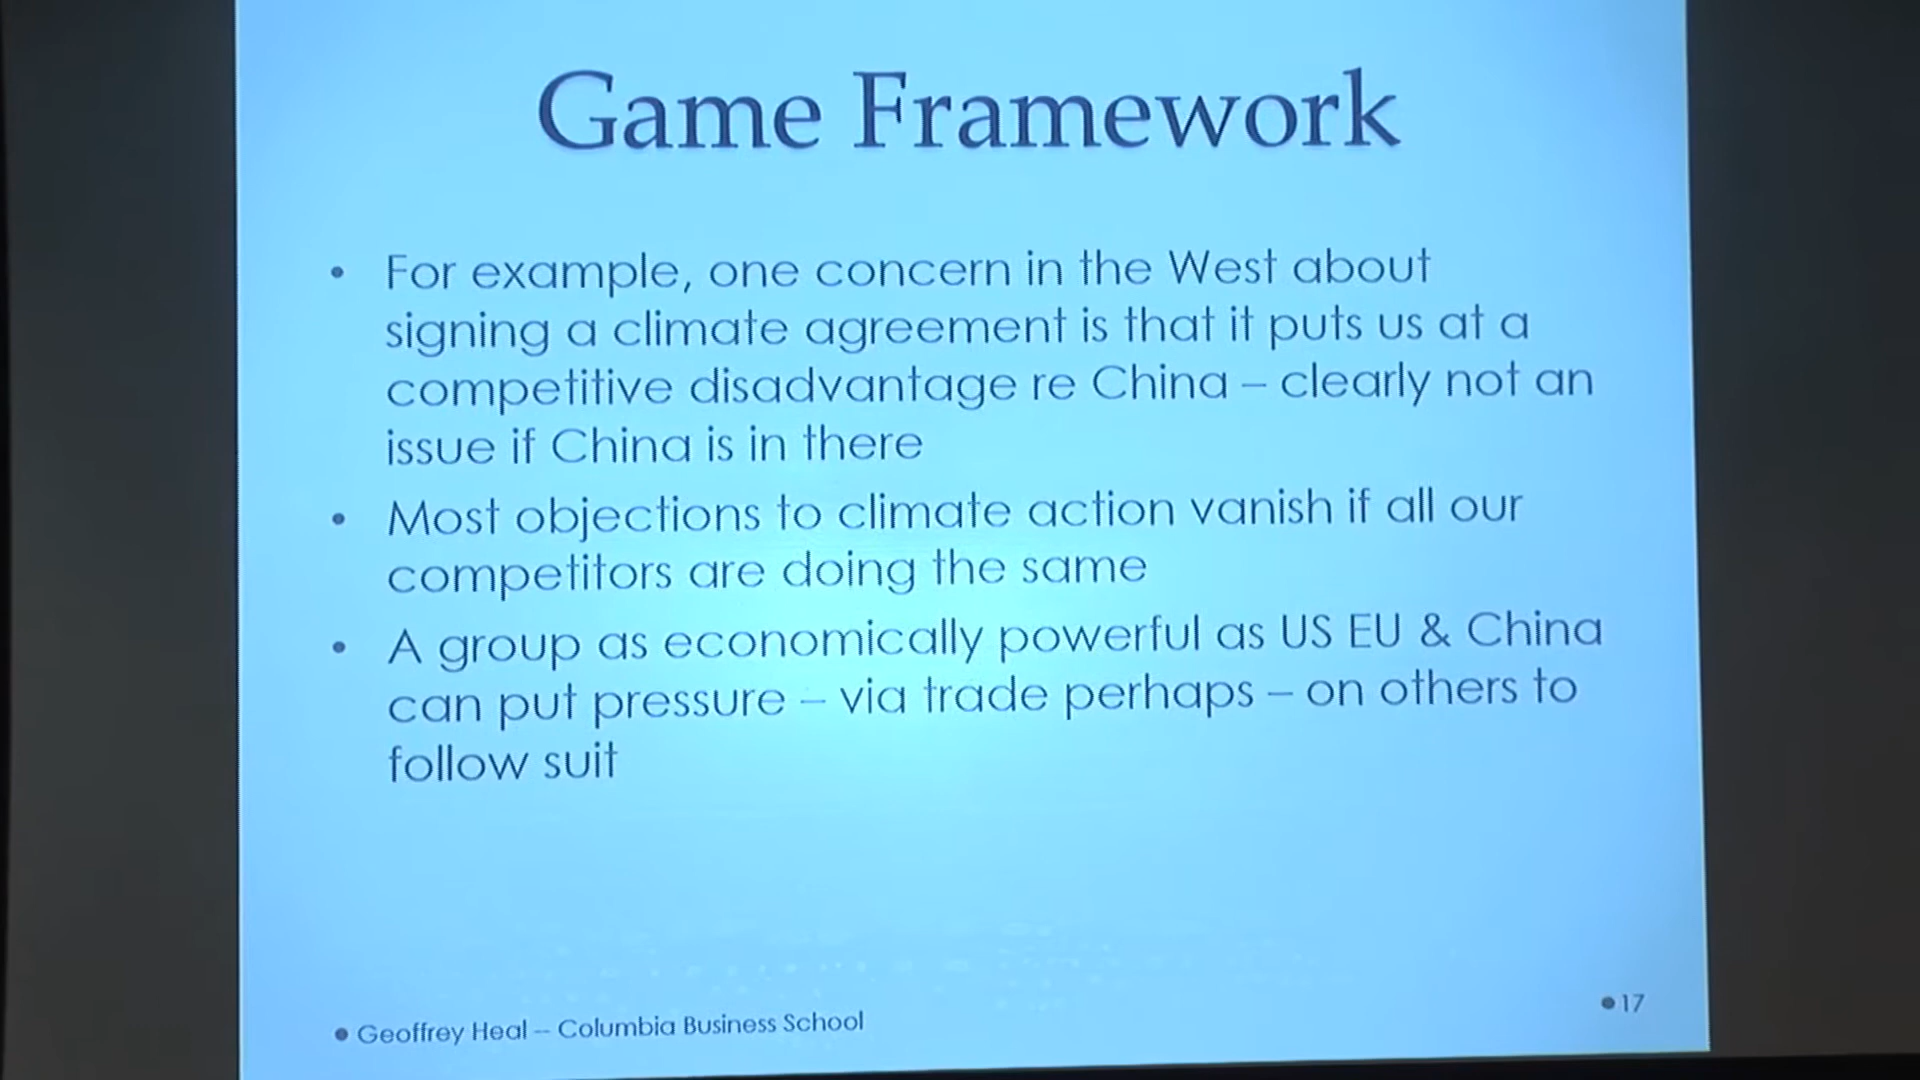 Game Framework
• For example, one concern in the West about
signing a climate agreement is that it puts us at a
competitive disadvantage re China – clearly not an
issue if China is in there
• Most objections to climate action vanish if all our
competitors are doing the same
• A group as economically powerful as US EU & China
can put pressure – via trade perhaps – on others to
follow suit
• Geoffrey Heal -- Columbia Business School
• 17